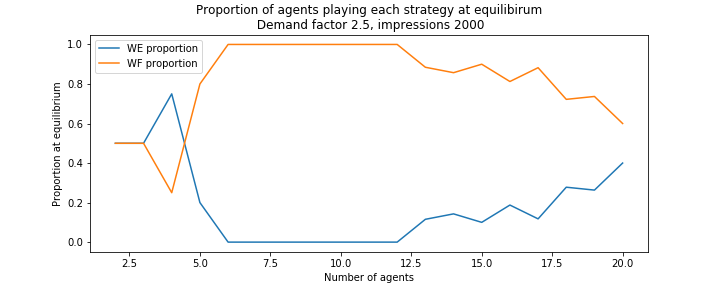 Proportion of agents playing each strategy at equilibirum
Demand factor 2.5, impressions 2000
WE proportion
WF proportion
Proportion at equilibrium
1.0
0.8
0.6
0.4
0.2
0.0
2.5 5.0 7.5 10.0 12.5 15.0 17.5 20.0
Number of agents